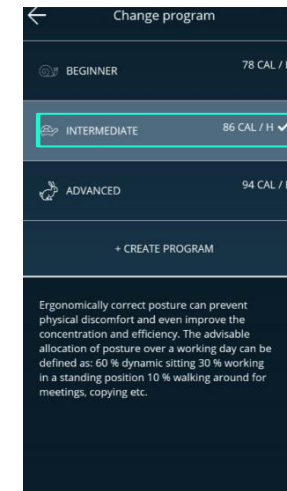 Change program
BEGINNER 78 CAL /
INTERMEDIATE 86 CAL / H
ADVANCED 94 CAL /
+ CREATE PROGRAM
Ergonomically correct posture can prevent
physical discomfort and even improve the
concentration and efficiency. The advisable
allocation of posture over a working day can be
defined as: 60 % dynamic sitting 30 % working
in a standing position 10 % walking around for
meetings, copying etc.